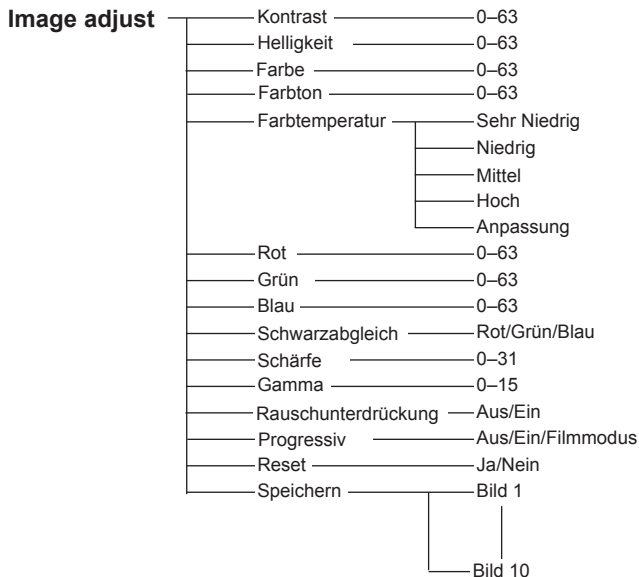 Image adjust Kontrast 0–63
Helligkeit 0–63
Farbe 0–63
Farbton 0–63
Farbtemperatur Sehr Niedrig
Niedrig
Mittel
Hoch
Anpassung
Rot 0–63
Grün 0–63
Blau 0–63
Schwarzabgleich Rot/Grün/Blau
Schärfe 0–31
Gamma 0–15
Rauschunterdrückung Aus/Ein
Progressiv Aus/Ein/Filmmodus
Reset Ja/Nein
Speichern Bild 1
Bild 10